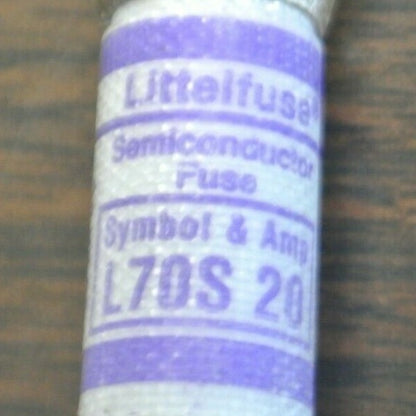 Littelfuse®
Semiconductor
Fuse
Symbol & Amp
L70S 20